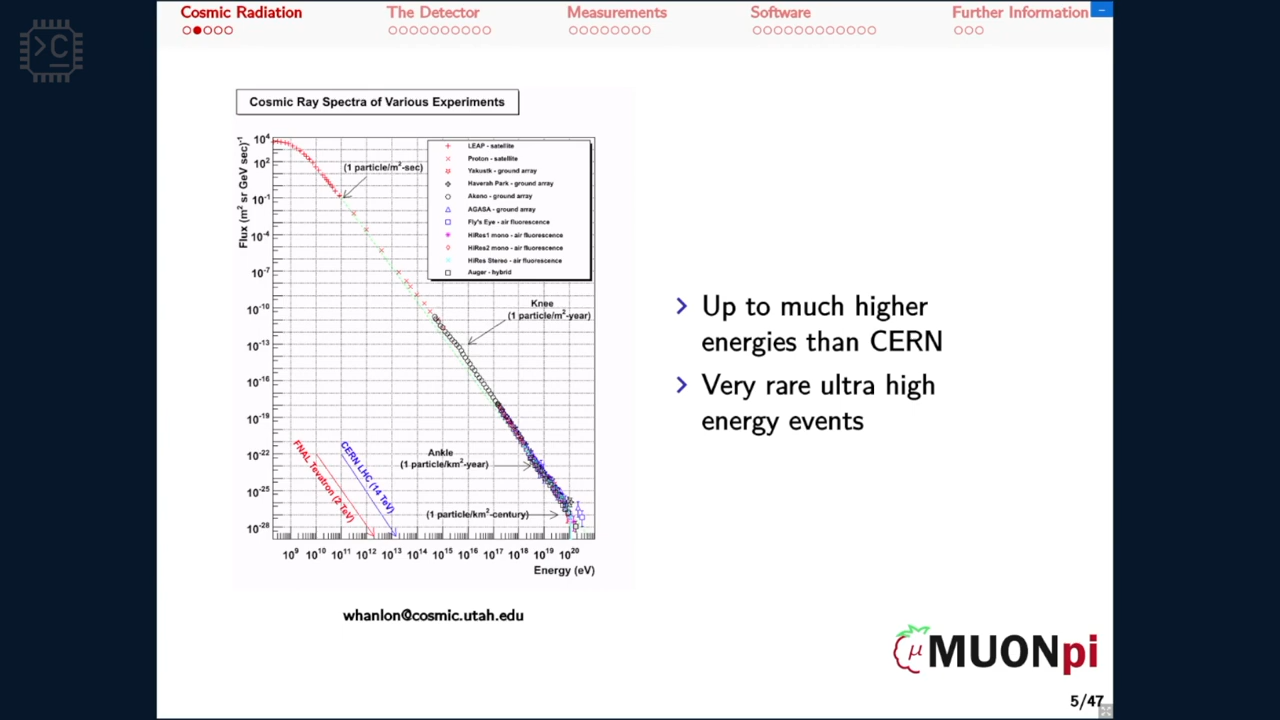 Cosmic Radiation
The Detector
Measurements
Software
Further Information
>C
Cosmic Ray Spectra of Various Experiments
Flux (m² sr GeV sec)⁻¹
10⁴
10²
10⁻¹
10⁻⁴
10⁻⁷
10⁻¹⁰
10⁻¹³
10⁻¹⁶
10⁻¹⁹
10⁻²²
10⁻²⁵
10⁻²⁸
(1 particle/m²-sec)
LEAP - satellite
Proton - satellite
Yakustk - ground array
Haverah Park - ground array
Akeno - ground array
AGASA - ground array
Fly's Eye - air fluorescence
HiRes1 mono - air fluorescence
HiRes2 mono - air fluorescence
HiRes Stereo - air fluorescence
Auger - hybrid
Knee
(1 particle/m²-year)
Ankle
(1 particle/km²-year)
(1 particle/km²-century)
FNAL Tevatron (2 TeV)
CERN LHC (14 TeV)
10⁹ 10¹⁰ 10¹¹ 10¹² 10¹³ 10¹⁴ 10¹⁵ 10¹⁶ 10¹⁷ 10¹⁸ 10¹⁹ 10²⁰
Energy (eV)
whanlon@cosmic.utah.edu
Up to much higher
energies than CERN
Very rare ultra high
energy events
μ MUONpi
5/47